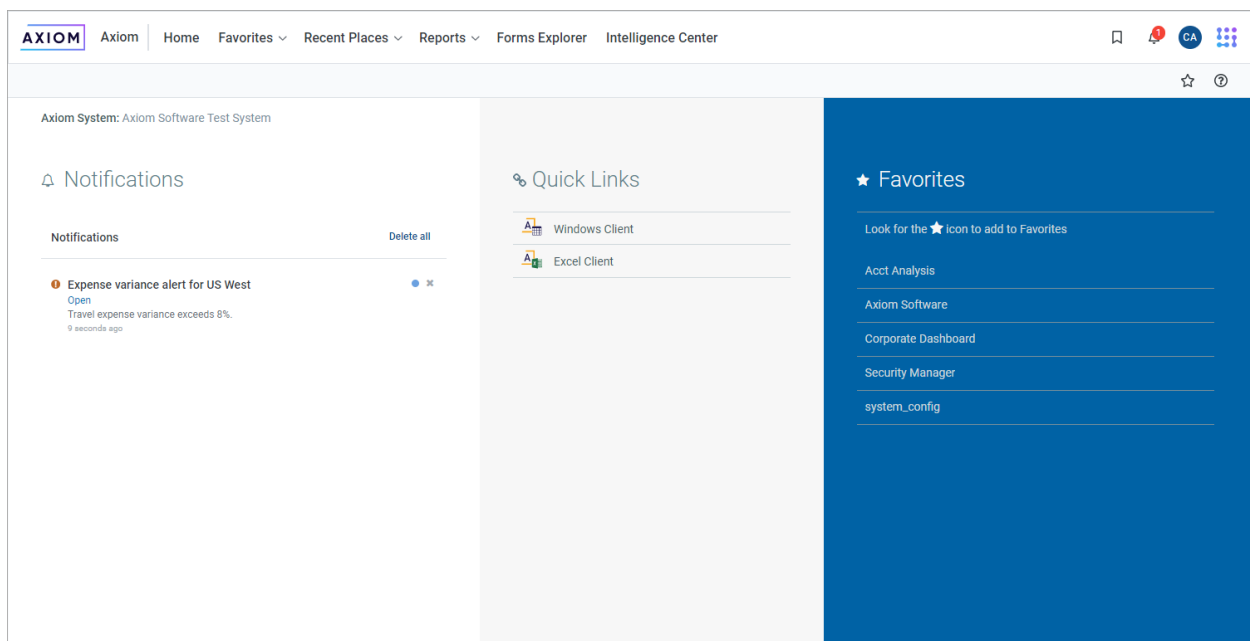 AXIOM Axiom Home Favorites Recent Places Reports Forms Explorer Intelligence Center 1 CA
Axiom System: Axiom Software Test System
Notifications
Notifications Delete all
Expense variance alert for US West
Open
Travel expense variance exceeds 8%.
9 seconds ago
Quick Links
Windows Client
Excel Client
Favorites
Look for the icon to add to Favorites
Acct Analysis
Axiom Software
Corporate Dashboard
Security Manager
system_config